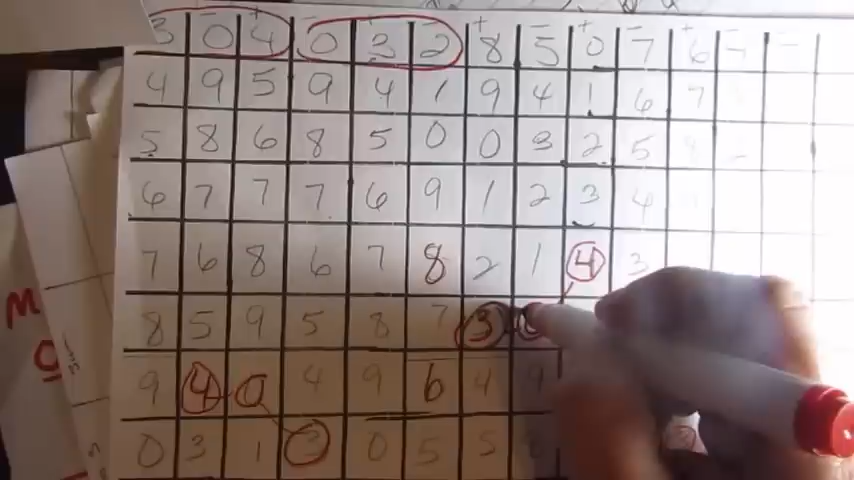 3 0 4 0 3 2 8 5 0 7 6
4 9 5 9 4 1 9 4 1 6 7
5 8 6 8 5 0 0 3 2 5 8
6 7 7 7 6 9 1 2 3 4
7 6 8 6 7 8 2 1 4 3
8 5 9 5 8 7 3
9 4 0 4 9 6 4 9
0 3 1 3 0 5 5